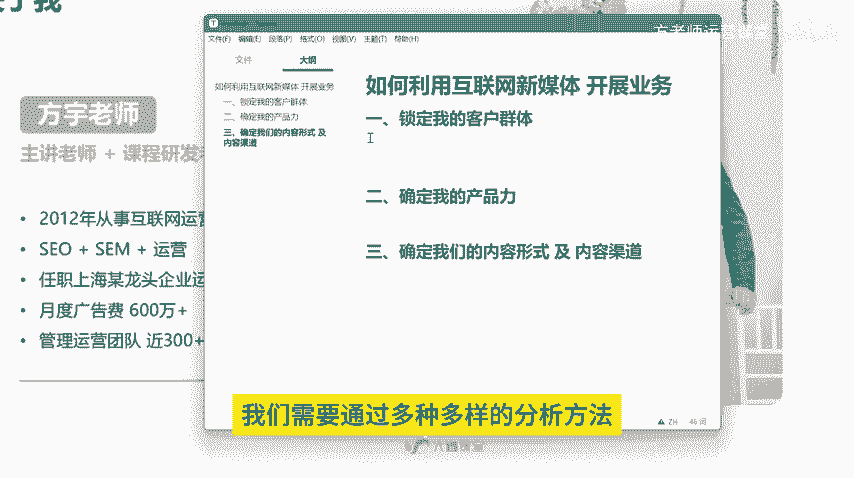 方宇老师
主讲老师 + 课程研发
2012年从事互联网运营
SEO + SEM + 运营
任职上海某龙头企业运
月度广告费 600万+
管理运营团队 近300+
文件(F) 编辑(E) 段落(P) 格式(O) 视图(V) 主题(T) 帮助(H)
文件 大纲
如何利用互联网新媒体 开展业务
一、锁定我的客户群体
二、确定我的产品力
三、确定我们的内容形式 及
内容渠道
如何利用互联网新媒体 开展业务
一、锁定我的客户群体
二、确定我的产品力
三、确定我们的内容形式 及 内容渠道
ZH 46 词
我们需要通过多种多样的分析方法